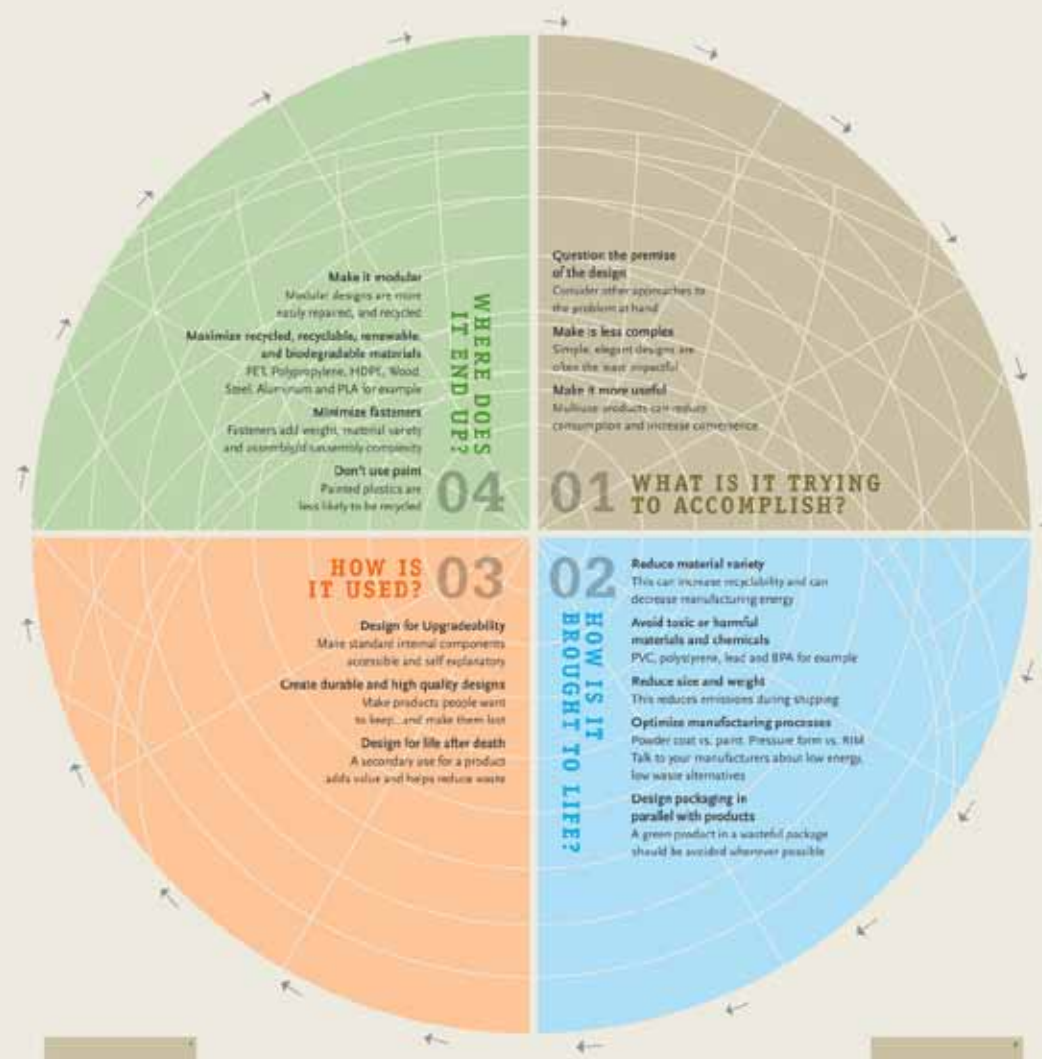 Question the premise
of the design
Consider other approaches to
the problem at hand
Make is less complex
Simple, elegant designs are
often the most impactful
Make it more useful
Multiuse products can reduce
consumption and increase convenience
01 WHAT IS IT TRYING
TO ACCOMPLISH?
02
HOW IS IT
BROUGHT TO LIFE?
Reduce material variety
This can increase recyclability and can
decrease manufacturing energy
Avoid toxic or harmful
materials and chemicals
PVC, polystyrene, lead and BPA for example
Reduce size and weight
This reduces emissions during shipping
Optimize manufacturing processes
Powder coat vs. paint. Pressure form vs. RIM
Talk to your manufacturers about low energy,
low waste alternatives
Design packaging in
parallel with products
A green product in a wasteful package
should be avoided wherever possible
HOW IS
IT USED?
03
Design for Upgradeability
Make standard internal components
accessible and self explanatory
Create durable and high quality designs
Make products people want
to keep...and make them last
Design for life after death
A secondary use for a product
adds value and helps reduce waste
WHERE DOES
IT END UP?
04
Make it modular
Modular designs are more
easily repaired, and recycled
Maximize recycled, recyclable, renewable,
and biodegradable materials
PET, Polypropylene, HDPE, Wood
Steel, Aluminum and PLA for example
Minimize fasteners
Fasteners add weight, material variety
and assembly/disassembly complexity
Don't use paint
Painted plastics are
less likely to be recycled